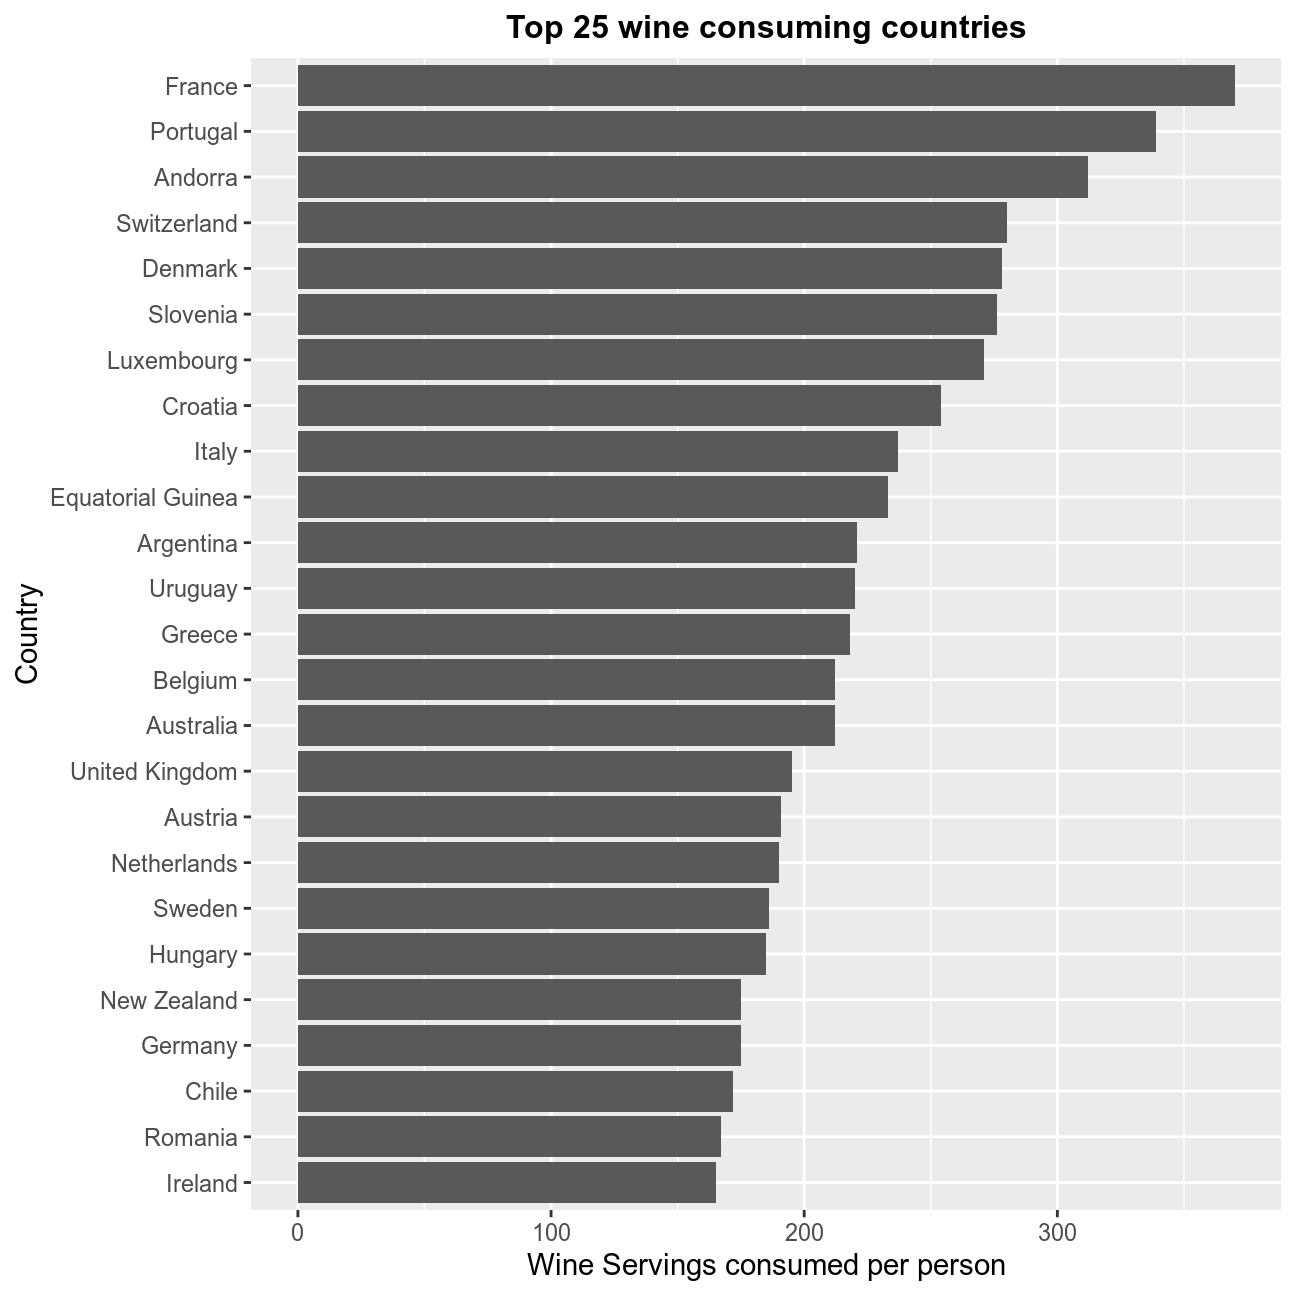 Top 25 wine consuming countries
France
Portugal
Andorra
Switzerland
Denmark
Slovenia
Luxembourg
Croatia
Italy
Equatorial Guinea
Argentina
Uruguay
Greece
Belgium
Australia
United Kingdom
Austria
Netherlands
Sweden
Hungary
New Zealand
Germany
Chile
Romania
Ireland
Country
0 100 200 300
Wine Servings consumed per person